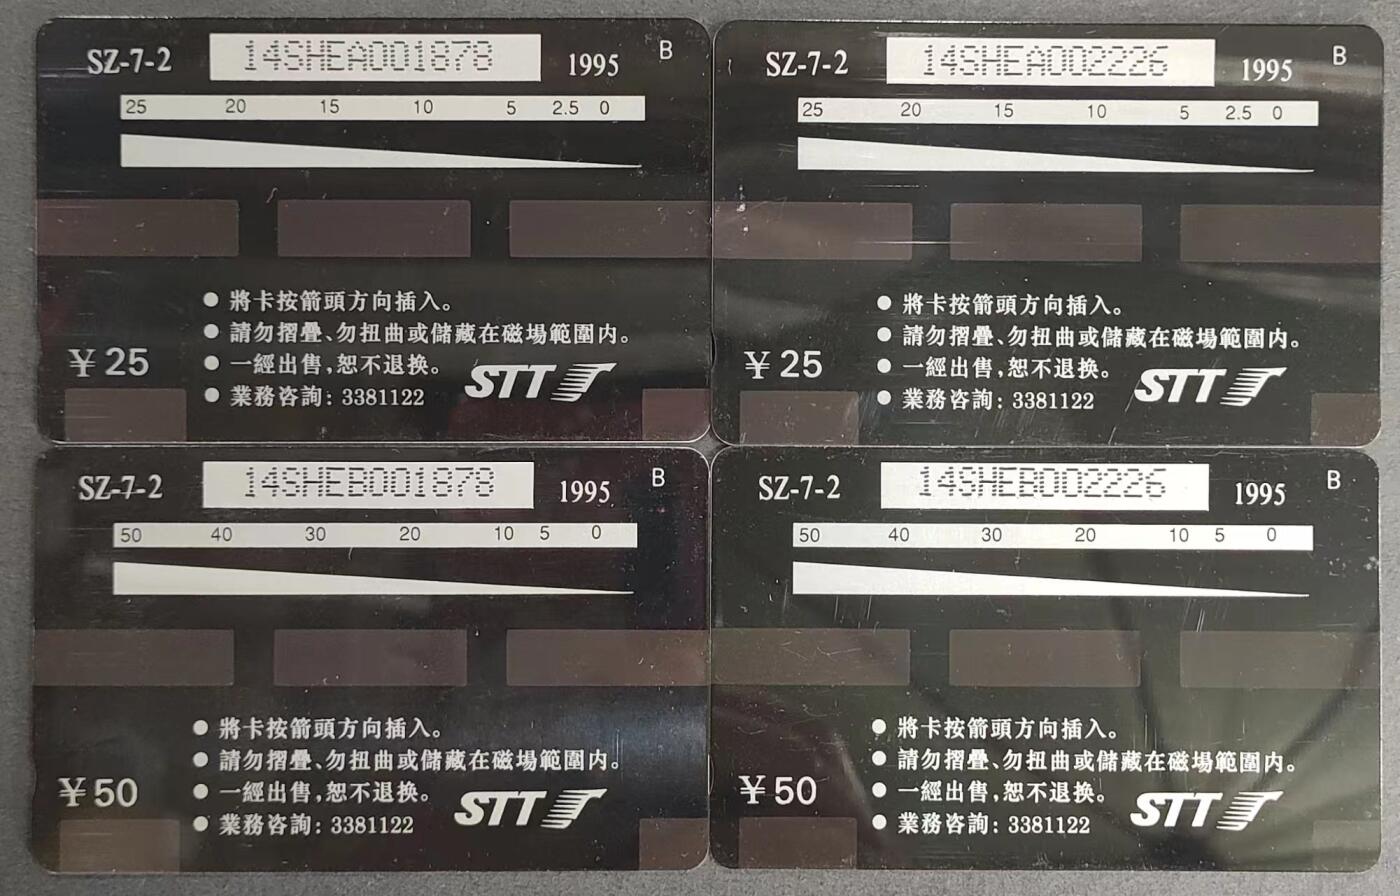 SZ-7-2 14SHEA001878 1995 B
25 20 15 10 5 2.5 0
● 將卡按箭頭方向插入。
● 請勿摺疊、勿扭曲或儲藏在磁場範圍内。
● 一經出售,恕不退换。
● 業務咨詢: 3381122
¥25
STT
SZ-7-2 14SHEA002226 1995 B
25 20 15 10 5 2.5 0
● 將卡按箭頭方向插入。
● 請勿摺疊、勿扭曲或儲藏在磁場範圍内。
● 一經出售,恕不退换。
● 業務咨詢: 3381122
¥25
STT
SZ-7-2 14SHEB001878 1995 B
50 40 30 20 10 5 0
● 將卡按箭頭方向插入。
● 請勿摺疊、勿扭曲或儲藏在磁場範圍内。
● 一經出售,恕不退换。
● 業務咨詢: 3381122
¥50
STT
SZ-7-2 14SHEB002226 1995 B
50 40 30 20 10 5 0
● 將卡按箭頭方向插入。
● 請勿摺疊、勿扭曲或儲藏在磁場範圍内。
● 一經出售,恕不退换。
● 業務咨詢: 3381122
¥50
STT